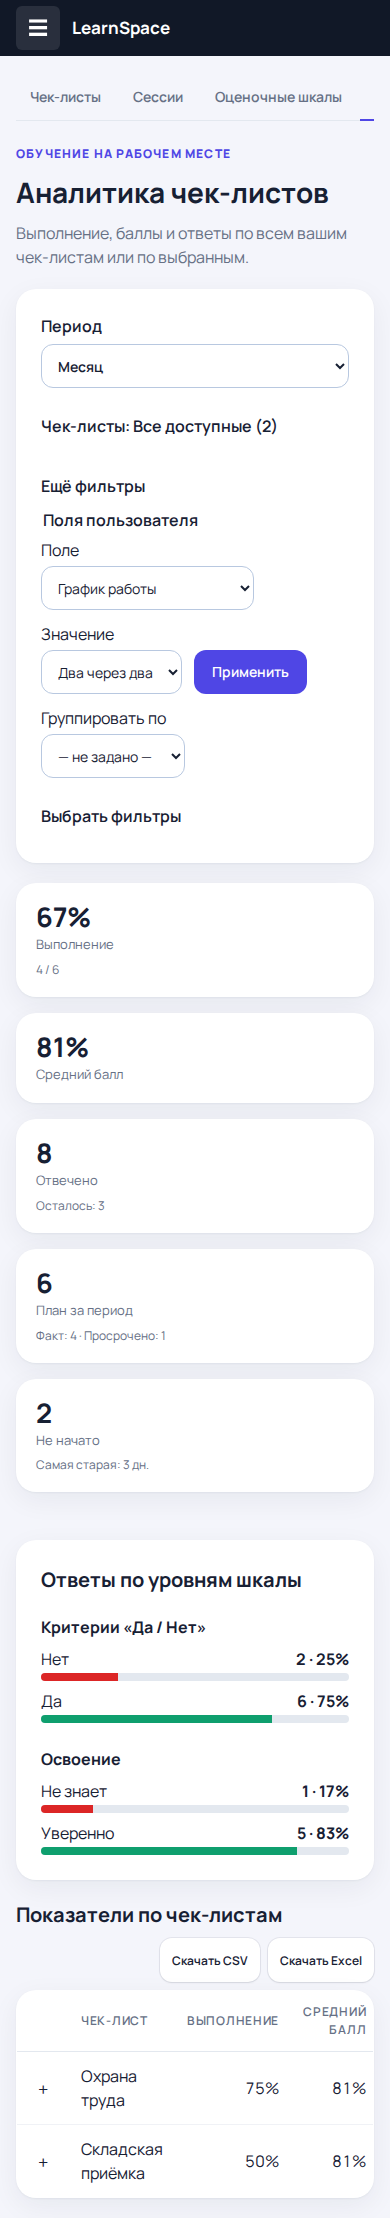 ☰ LearnSpace
Чек-листы Сессии Оценочные шкалы
ОБУЧЕНИЕ НА РАБОЧЕМ МЕСТЕ
Аналитика чек-листов
Выполнение, баллы и ответы по всем вашим
чек-листам или по выбранным.
Период
Месяц
Чек-листы: Все доступные (2)
Ещё фильтры
Поля пользователя
Поле
График работы
Значение
Два через два Применить
Группировать по
— не задано —
Выбрать фильтры
67%
Выполнение
4 / 6
81%
Средний балл
8
Отвечено
Осталось: 3
6
План за период
Факт: 4 · Просрочено: 1
2
Не начато
Самая старая: 3 дн.
Ответы по уровням шкалы
Критерии «Да / Нет»
Нет 2 · 25%
Да 6 · 75%
Освоение
Не знает 1 · 17%
Уверенно 5 · 83%
Показатели по чек-листам
Скачать CSV Скачать Excel
ЧЕК-ЛИСТ ВЫПОЛНЕНИЕ СРЕДНИЙ
БАЛЛ
+ Охрана
труда 75% 81%
+ Складская
приёмка 50% 81%